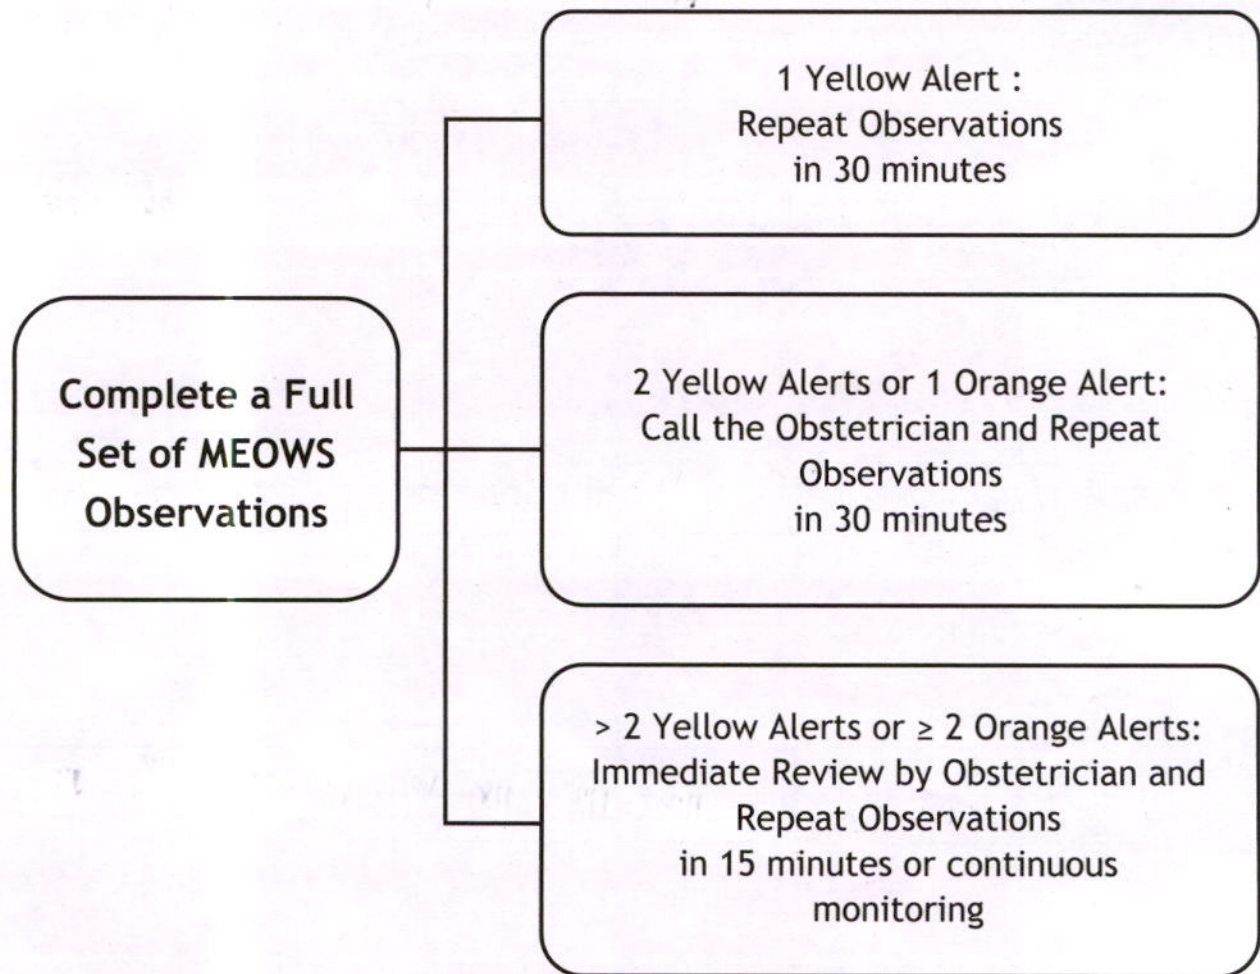 1 Yellow Alert :
Repeat Observations
in 30 minutes
Complete a Full
Set of MEOWS
Observations
2 Yellow Alerts or 1 Orange Alert:
Call the Obstetrician and Repeat
Observations
in 30 minutes
> 2 Yellow Alerts or ≥ 2 Orange Alerts:
Immediate Review by Obstetrician and
Repeat Observations
in 15 minutes or continuous
monitoring